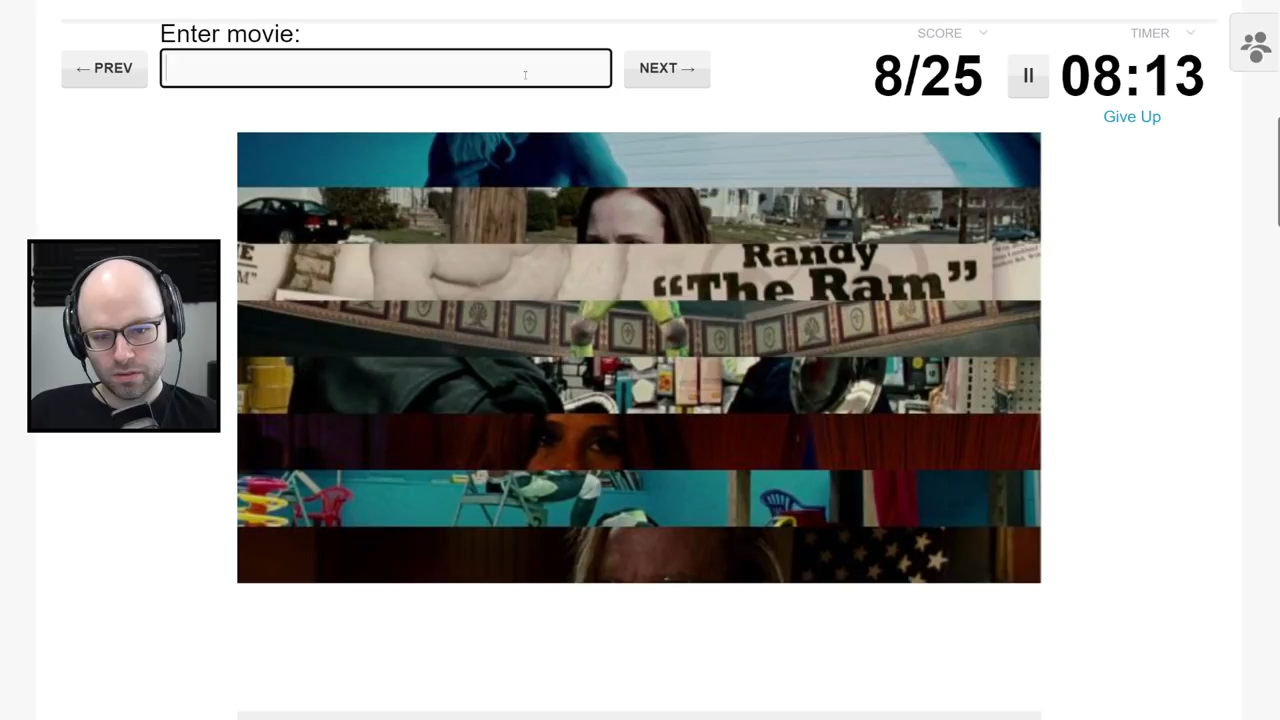 Enter movie:
← PREV
NEXT →
SCORE
8/25
TIMER
08:13
Give Up
Randy
“The Ram”